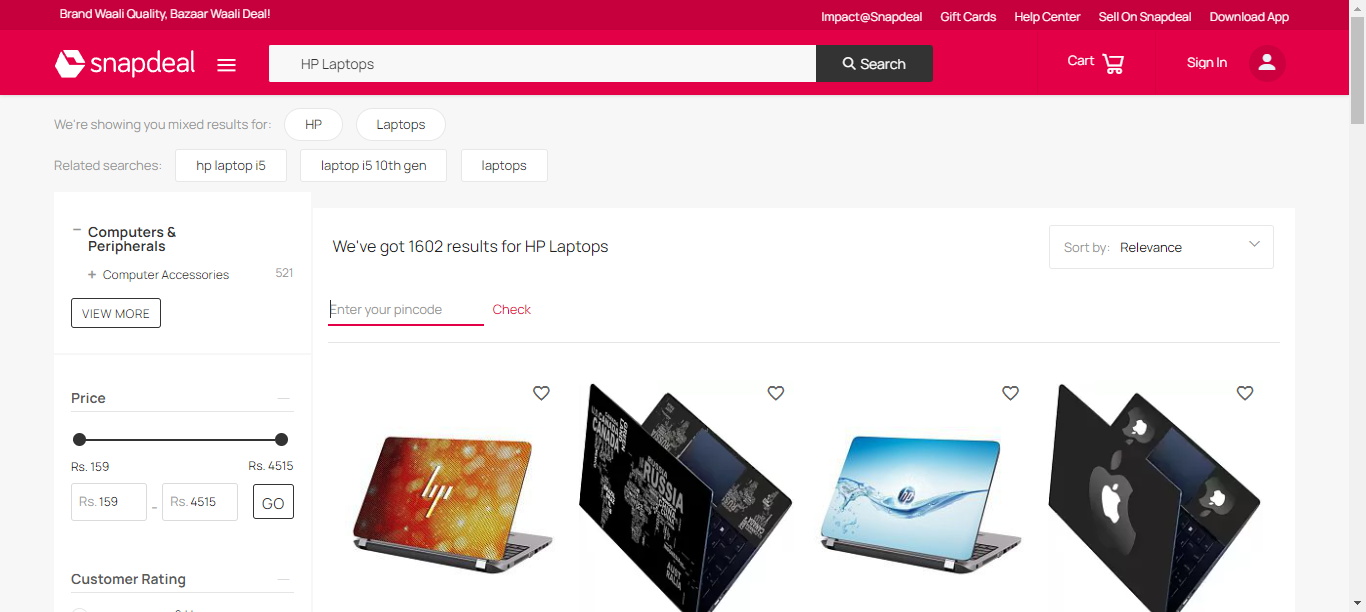 Brand Waali Quality, Bazaar Waali Deal!
Impact@Snapdeal Gift Cards Help Center Sell On Snapdeal Download App
snapdeal
HP Laptops
Search
Cart
Sign In
We're showing you mixed results for: HP Laptops
Related searches: hp laptop i5 laptop i5 10th gen laptops
Computers &
Peripherals
Computer Accessories 521
VIEW MORE
We've got 1602 results for HP Laptops
Sort by: Relevance
Enter your pincode Check
Price
Rs. 159 Rs. 4515
Rs. 159 - Rs. 4515 GO
Customer Rating
hp
CANADA
RUSSIA
hp